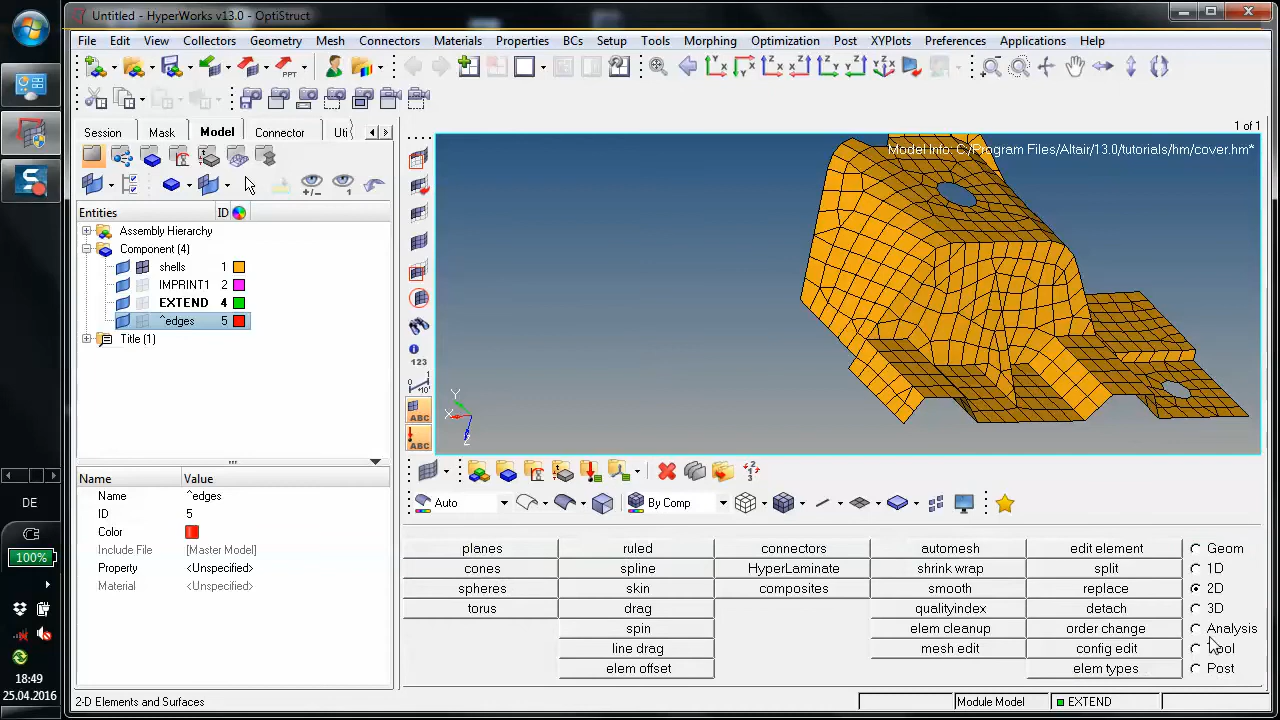 Untitled - HyperWorks v13.0 - OptiStruct
File Edit View Collectors Geometry Mesh Connectors Materials Properties BCs Setup Tools Morphing Optimization Post XYPlots Preferences Applications Help
Session Mask Model Connector Uti
1 of 1
Model Info: C:/Program Files/Altair/13.0/tutorials/hm/cover.hm*
Entities ID
Assembly Hierarchy
Component (4)
shells 1
IMPRINT1 2
EXTEND 4
^edges 5
Title (1)
123
ABC
ABC
Y
X
Z
Name Value
Name ^edges
ID 5
Color
Include File [Master Model]
Property <Unspecified>
Material <Unspecified>
Auto By Comp
planes ruled connectors automesh edit element Geom
cones spline HyperLaminate shrink wrap split 1D
spheres skin composites smooth replace 2D
torus drag qualityindex detach 3D
spin elem cleanup order change Analysis
line drag mesh edit config edit Tool
elem offset elem types Post
2-D Elements and Surfaces Module Model EXTEND
DE
100%
18:49
25.04.2016